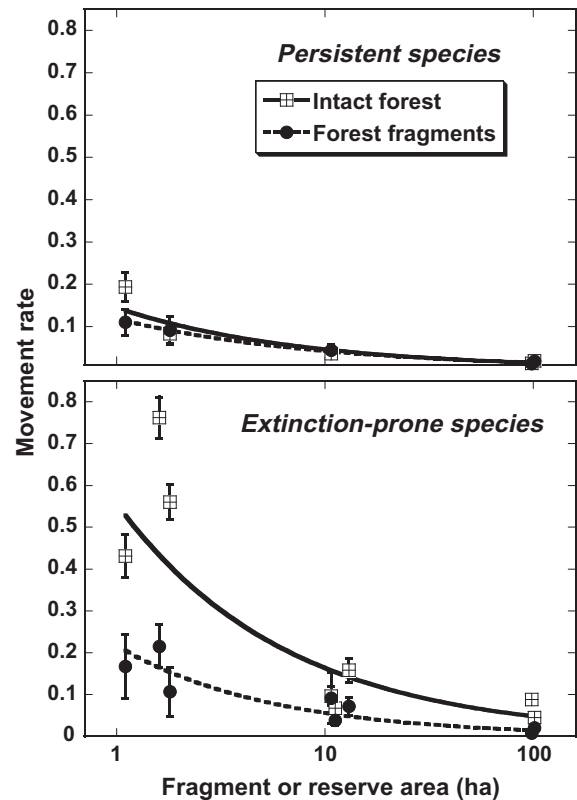 0.8
0.7
0.6
0.5
0.4
0.3
0.2
0.1
Persistent species
Intact forest
Forest fragments
Movement rate
0.8
0.7
0.6
0.5
0.4
0.3
0.2
0.1
0
Extinction-prone species
1 10 100
Fragment or reserve area (ha)